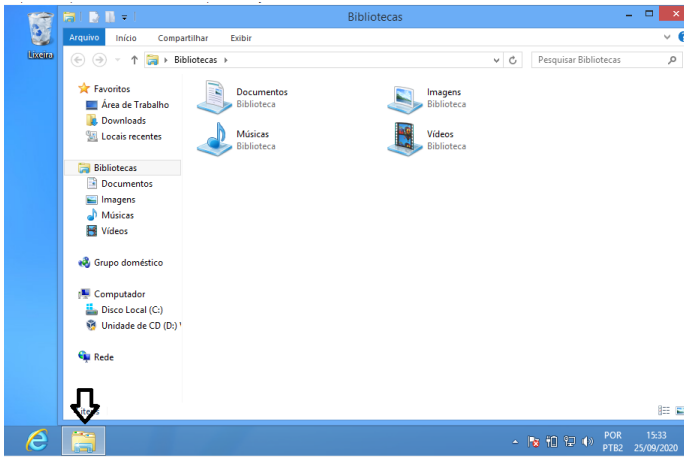 Bibliotecas
Lixeira
Arquivo Início Compartilhar Exibir
Bibliotecas
Pesquisar Bibliotecas
Favoritos
Área de Trabalho
Downloads
Locais recentes
Bibliotecas
Documentos
Imagens
Músicas
Vídeos
Grupo doméstico
Computador
Disco Local (C:)
Unidade de CD (D:)
Rede
Documentos
Biblioteca
Imagens
Biblioteca
Músicas
Biblioteca
Vídeos
Biblioteca
POR 15:33
PTB2 25/09/2020